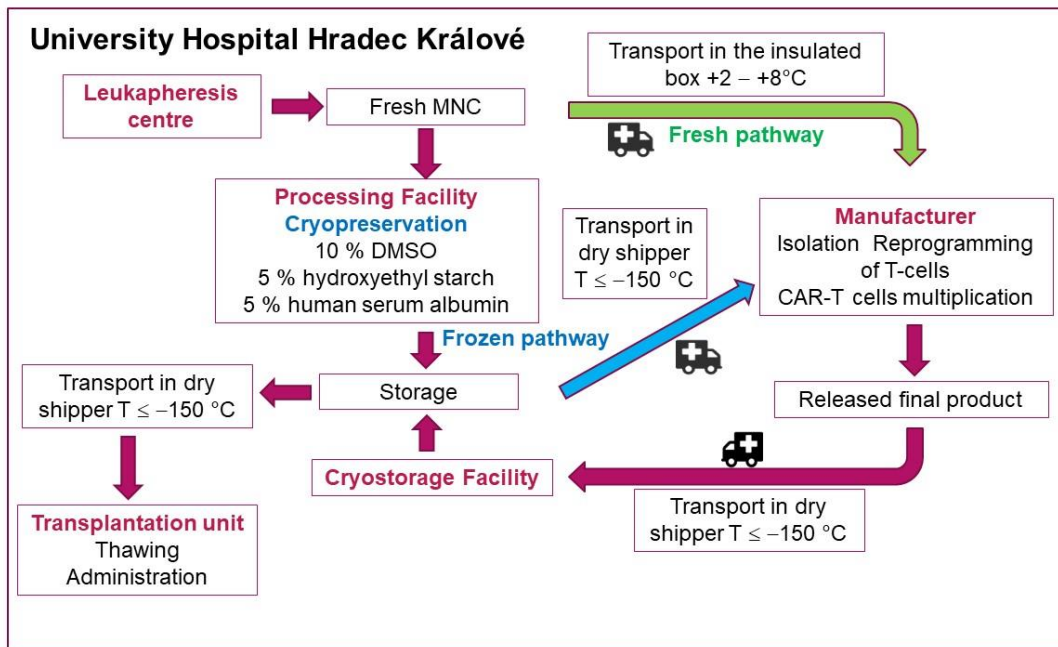 University Hospital Hradec Králové
Transport in the insulated
box +2 – +8°C
Leukapheresis
centre
Fresh MNC
Fresh pathway
Processing Facility
Cryopreservation
10 % DMSO
5 % hydroxyethyl starch
5 % human serum albumin
Transport in
dry shipper
T ≤ −150 °C
Manufacturer
Isolation Reprogramming
of T-cells
CAR-T cells multiplication
Frozen pathway
Transport in dry
shipper T ≤ −150 °C
Storage
Released final product
Cryostorage Facility
Transport in dry
shipper T ≤ −150 °C
Transplantation unit
Thawing
Administration